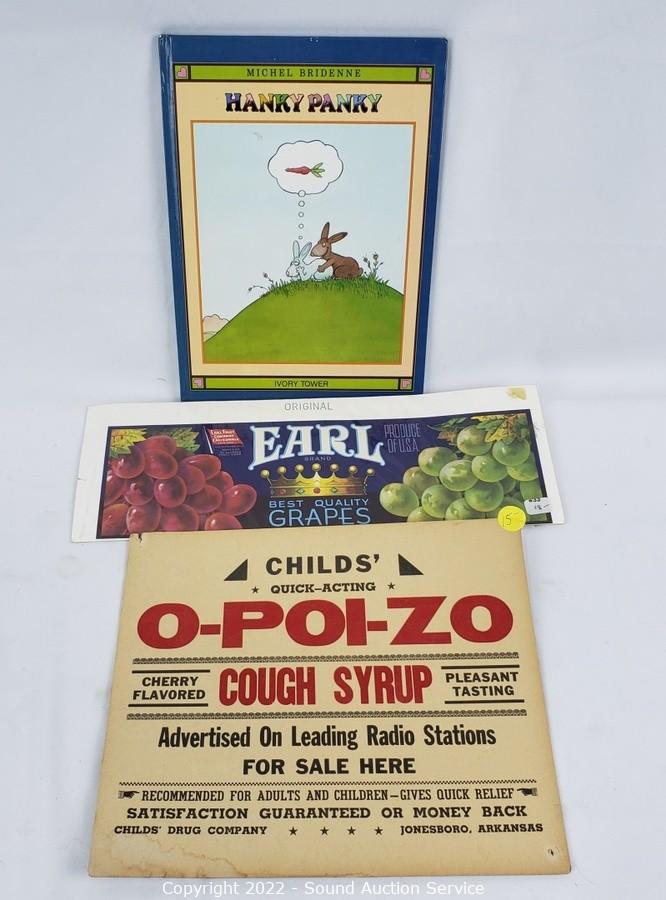 MICHEL BRIDENNE
HANKY PANKY
IVORY TOWER
ORIGINAL
EARL FRUIT
COMPANY
EARL
BRAND
PRODUCE
OF U.S.A
BEST QUALITY
GRAPES
15
CHILDS'
QUICK-ACTING
O-POI-ZO
CHERRY
FLAVORED
COUGH SYRUP
PLEASANT
TASTING
Advertised On Leading Radio Stations
FOR SALE HERE
RECOMMENDED FOR ADULTS AND CHILDREN—GIVES QUICK RELIEF
SATISFACTION GUARANTEED OR MONEY BACK
CHILDS' DRUG COMPANY ★ ★ ★ ★ JONESBORO, ARKANSAS
Copyright 2022 - Sound Auction Service